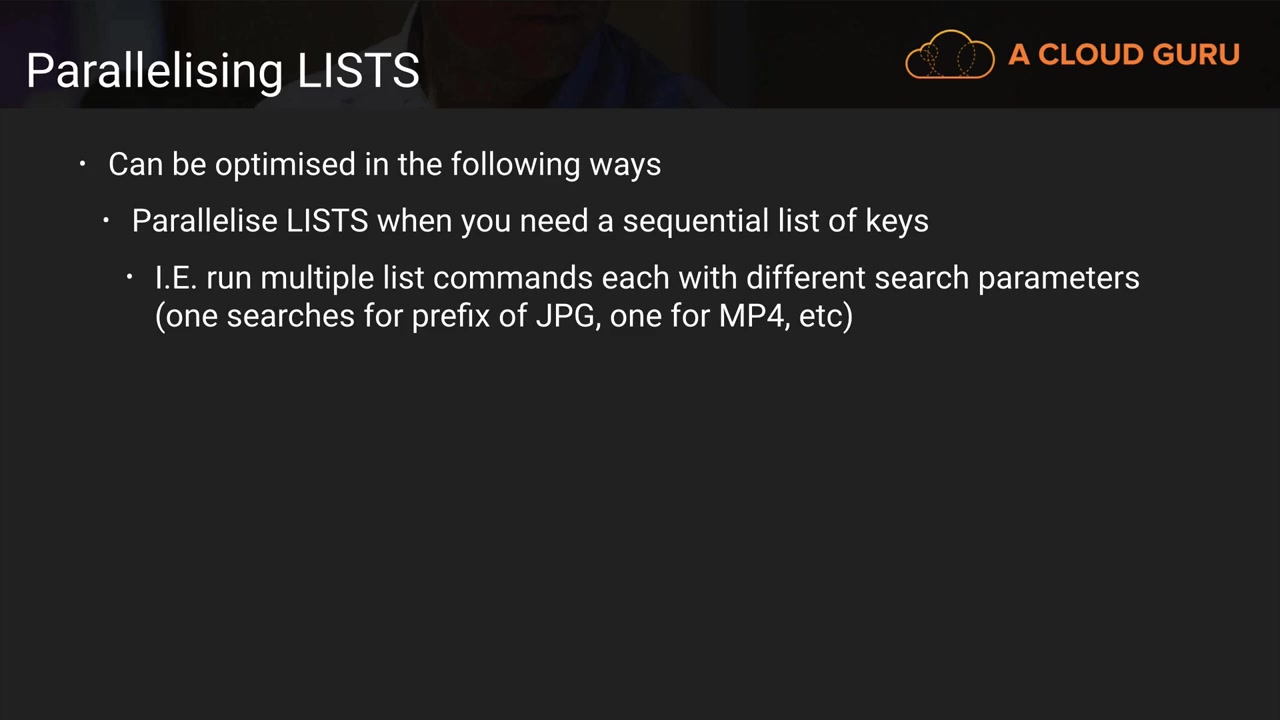 Parallelising LISTS
A CLOUD GURU
• Can be optimised in the following ways
• Parallelise LISTS when you need a sequential list of keys
• I.E. run multiple list commands each with different search parameters
(one searches for prefix of JPG, one for MP4, etc)